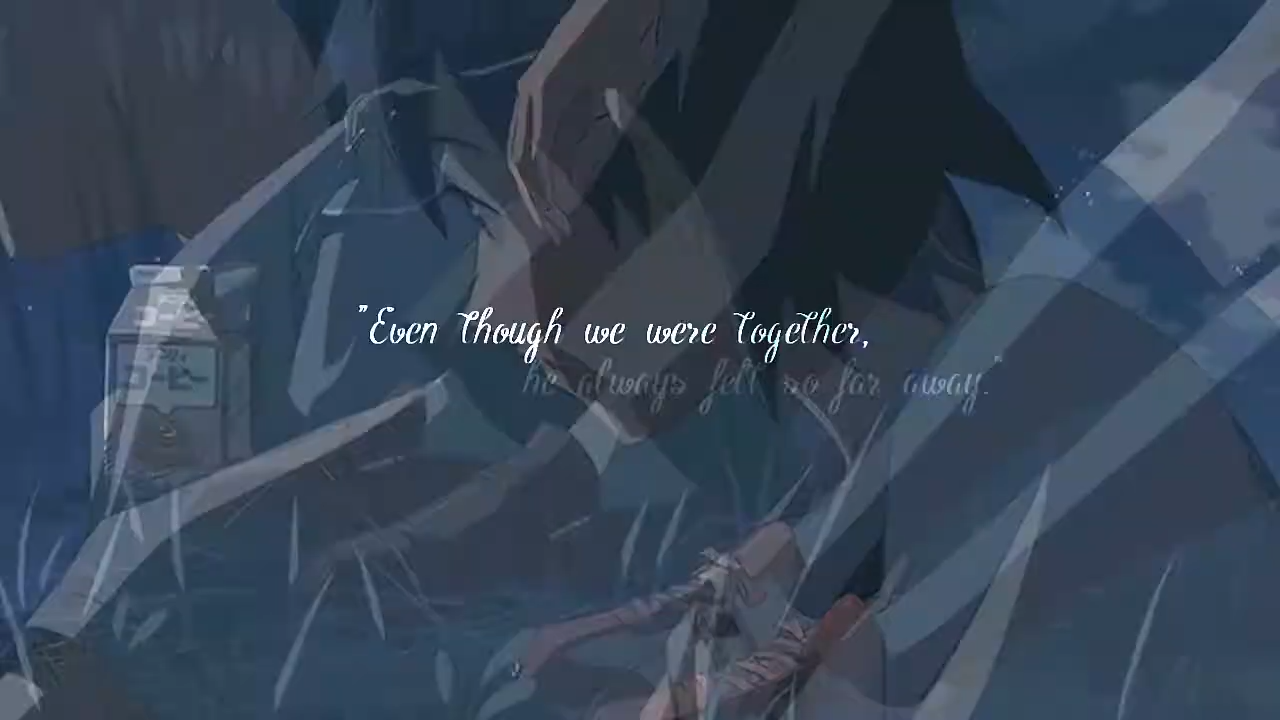 "Even though we were together,
he always felt so far away."